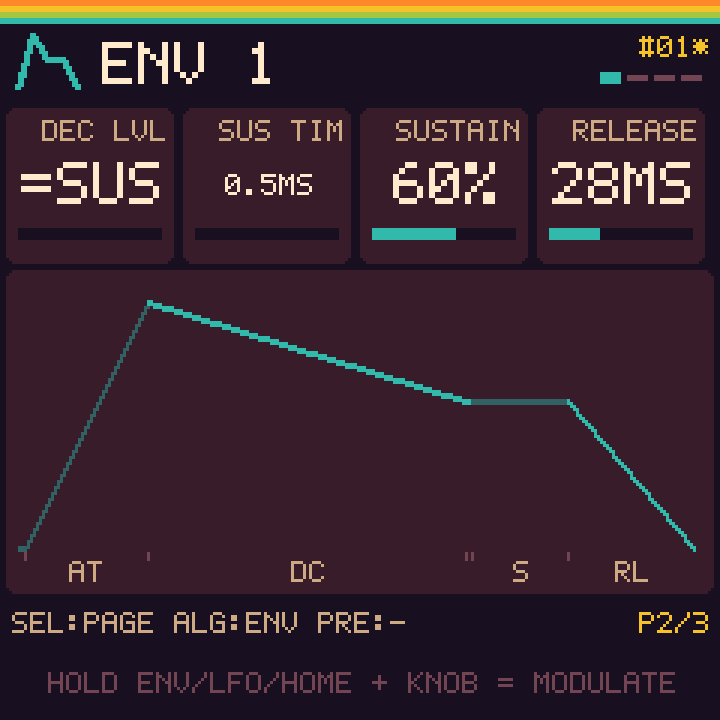 ENV 1 #01*
DEC LVL SUS TIM SUSTAIN RELEASE
=SUS 0.5MS 60% 28MS
AT DC S RL
SEL:PAGE ALG:ENV PRE:- P2/3
HOLD ENV/LFO/HOME + KNOB = MODULATE